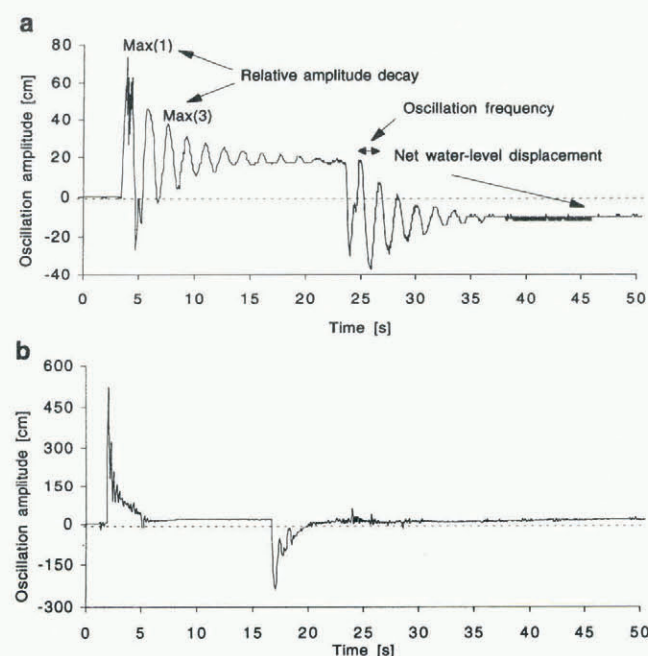 a
Max(1)
Relative amplitude decay
Max(3)
Oscillation frequency
Net water-level displacement
Oscillation amplitude [cm]
80
60
40
20
0
-20
-40
0 5 10 15 20 25 30 35 40 45 50
Time [s]
b
Oscillation amplitude [cm]
600
450
300
150
0
-150
-300
0 5 10 15 20 25 30 35 40 45 50
Time [s]